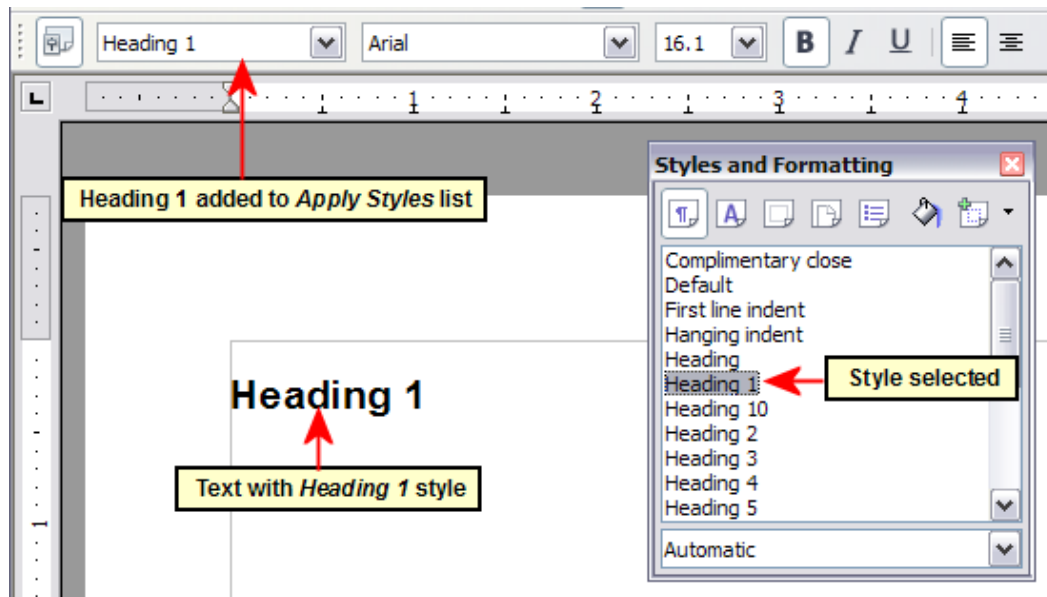 Heading 1 Arial 16.1 B I U
1 2 3 4
Styles and Formatting
Heading 1 added to Apply Styles list
Complimentary close
Default
First line indent
Hanging indent
Heading
Heading 1
Style selected
Heading 10
Heading 2
Heading 3
Heading 4
Heading 5
Automatic
Heading 1
Text with Heading 1 style
1